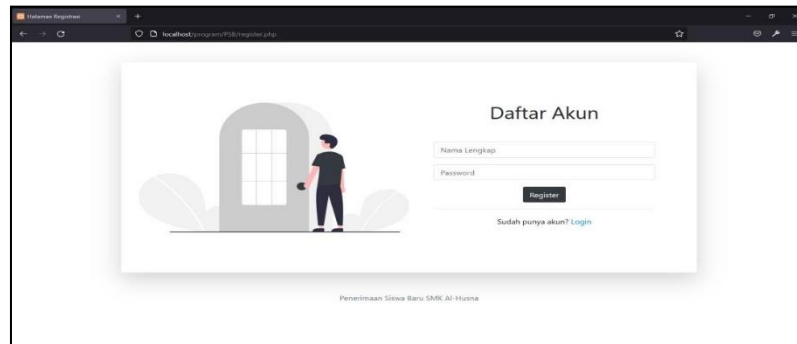 Halaman Registrasi
localhost/program/PSB/register.php
Daftar Akun
Nama Lengkap
Password
Register
Sudah punya akun? Login
Penerimaan Siswa Baru SMK Al-Husna